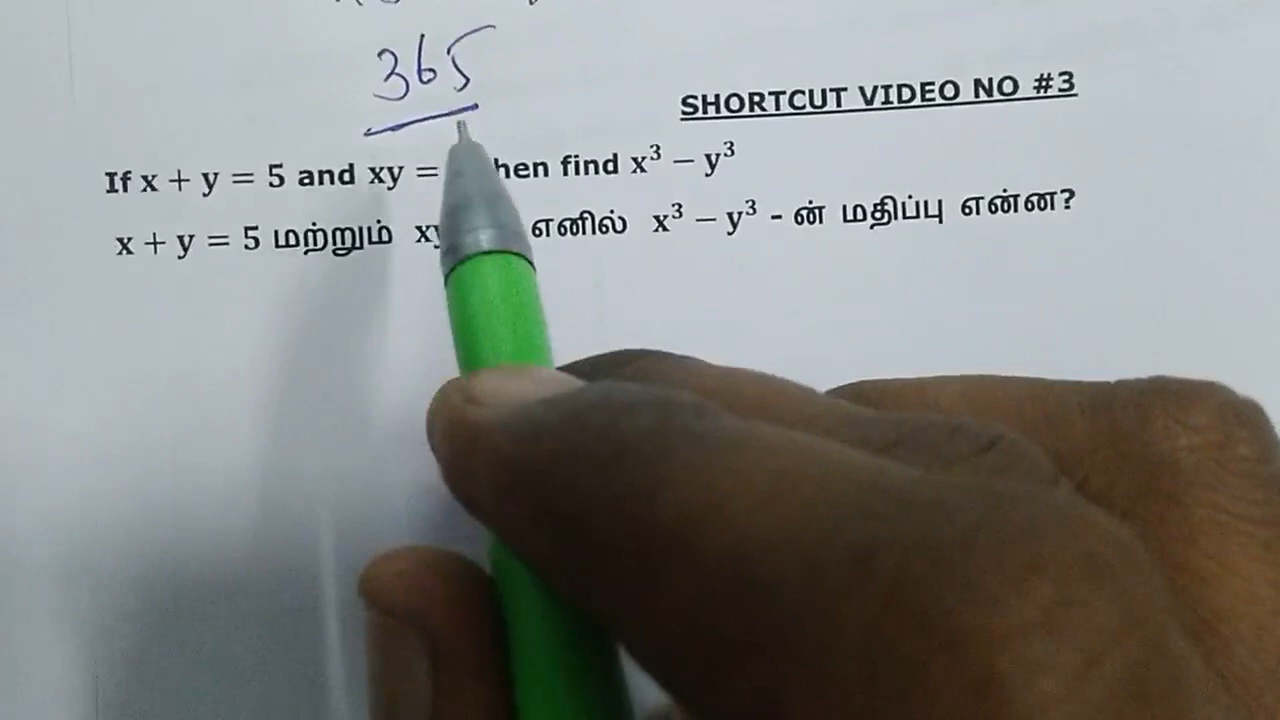 365
SHORTCUT VIDEO NO #3
If x + y = 5 and xy = then find x³ − y³
x + y = 5 மற்றும் xy எனில் x³ − y³ - ன் மதிப்பு என்ன?